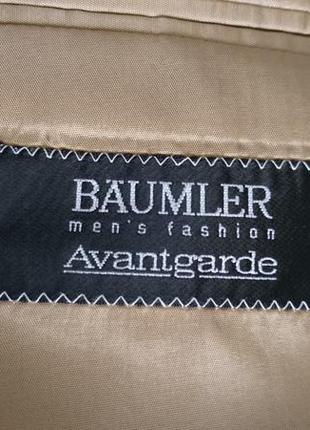 BÄUMLER
men's fashion
Avantgarde